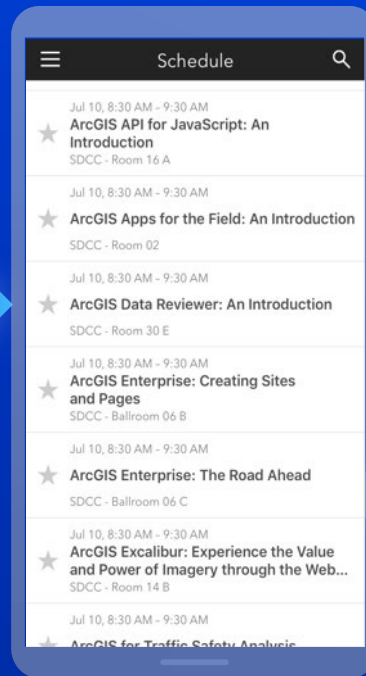 Schedule
Jul 10, 8:30 AM - 9:30 AM
ArcGIS API for JavaScript: An
Introduction
SDCC - Room 16 A
Jul 10, 8:30 AM - 9:30 AM
ArcGIS Apps for the Field: An Introduction
SDCC - Room 02
Jul 10, 8:30 AM - 9:30 AM
ArcGIS Data Reviewer: An Introduction
SDCC - Room 30 E
Jul 10, 8:30 AM - 9:30 AM
ArcGIS Enterprise: Creating Sites
and Pages
SDCC - Ballroom 06 B
Jul 10, 8:30 AM - 9:30 AM
ArcGIS Enterprise: The Road Ahead
SDCC - Ballroom 06 C
Jul 10, 8:30 AM - 9:30 AM
ArcGIS Excalibur: Experience the Value
and Power of Imagery through the Web...
SDCC - Room 14 B
Jul 10, 8:30 AM - 9:30 AM
ArcGIS for Traffic Safety Analysis